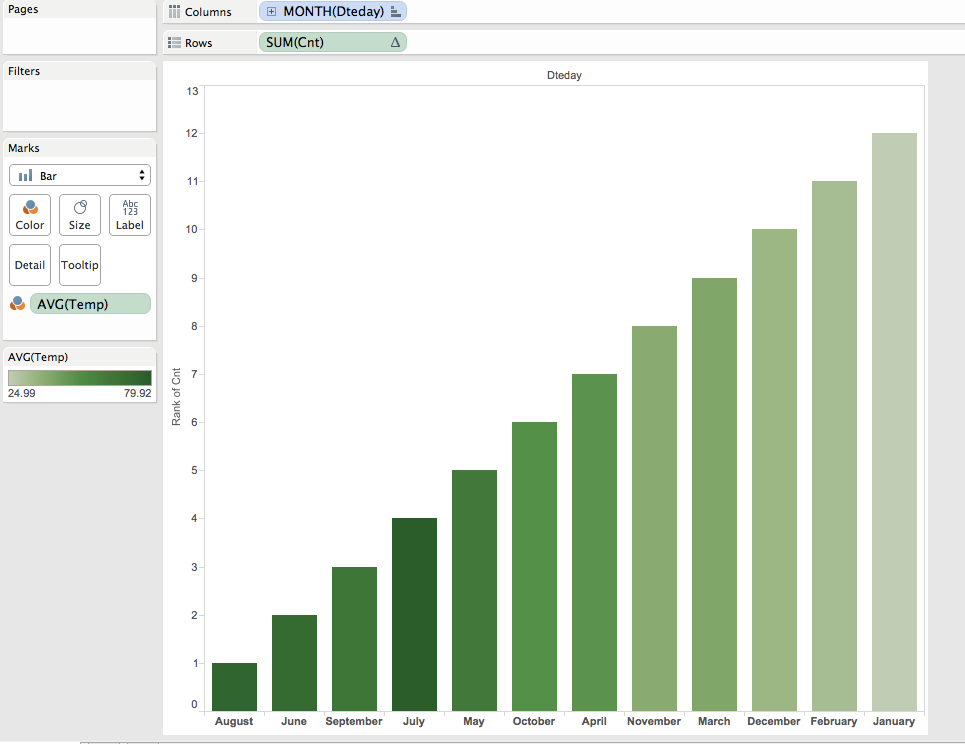 Pages
Columns
MONTH(Dteday)
Rows
SUM(Cnt)
Filters
Marks
Bar
Color
Size
Abc
123
Label
Detail
Tooltip
AVG(Temp)
AVG(Temp)
24.99
79.92
Dteday
Rank of Cnt
13
12
11
10
9
8
7
6
5
4
3
2
1
0
August June September July May October April November March December February January